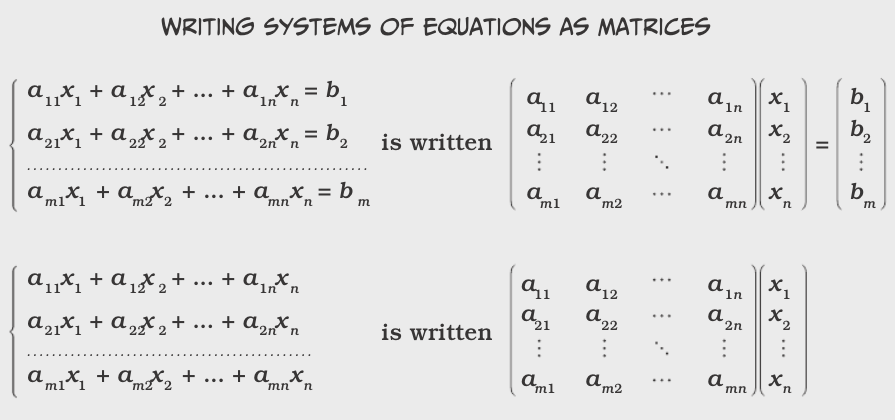 WRITING SYSTEMS OF EQUATIONS AS MATRICES
a₁₁x₁ + a₁₂x₂ + ... + a₁ₙxₙ = b₁
a₂₁x₁ + a₂₂x₂ + ... + a₂ₙxₙ = b₂
aₘ₁x₁ + aₘ₂x₂ + ... + aₘₙxₙ = bₘ
is written
a₁₁ a₁₂ ⋯ a₁ₙ x₁ b₁
a₂₁ a₂₂ ⋯ a₂ₙ x₂ = b₂
⋮ ⋮ ⋱ ⋮ ⋮ ⋮
aₘ₁ aₘ₂ ⋯ aₘₙ xₙ bₘ
a₁₁x₁ + a₁₂x₂ + ... + a₁ₙxₙ
a₂₁x₁ + a₂₂x₂ + ... + a₂ₙxₙ
aₘ₁x₁ + aₘ₂x₂ + ... + aₘₙxₙ
is written
a₁₁ a₁₂ ⋯ a₁ₙ x₁
a₂₁ a₂₂ ⋯ a₂ₙ x₂
⋮ ⋮ ⋱ ⋮ ⋮
aₘ₁ aₘ₂ ⋯ aₘₙ xₙ